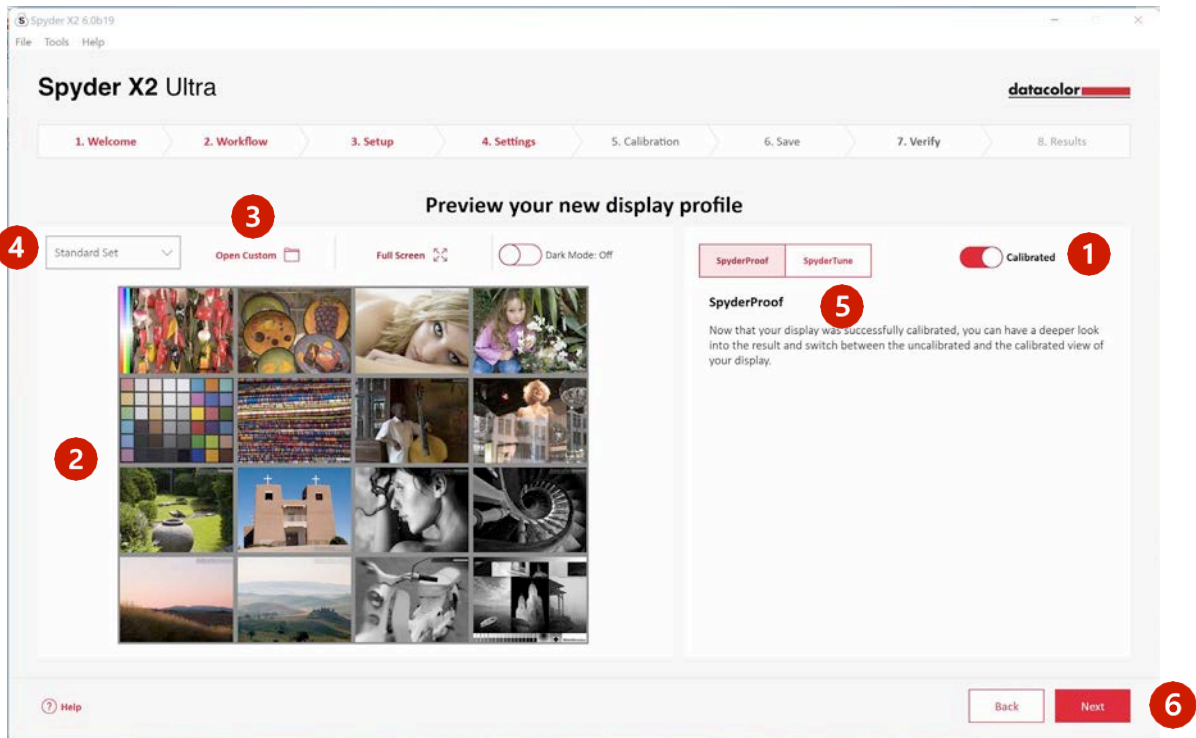 Spyder X2 6.0b19
File Tools Help
Spyder X2 Ultra
datacolor
1. Welcome
2. Workflow
3. Setup
4. Settings
5. Calibration
6. Save
7. Verify
8. Results
Preview your new display profile
3
4
Standard Set
Open Custom
Full Screen
Dark Mode: Off
SpyderProof
SpyderTune
Calibrated
1
SpyderProof
5
Now that your display was successfully calibrated, you can have a deeper look
into the result and switch between the uncalibrated and the calibrated view of
your display.
2
? Help
Back
Next
6